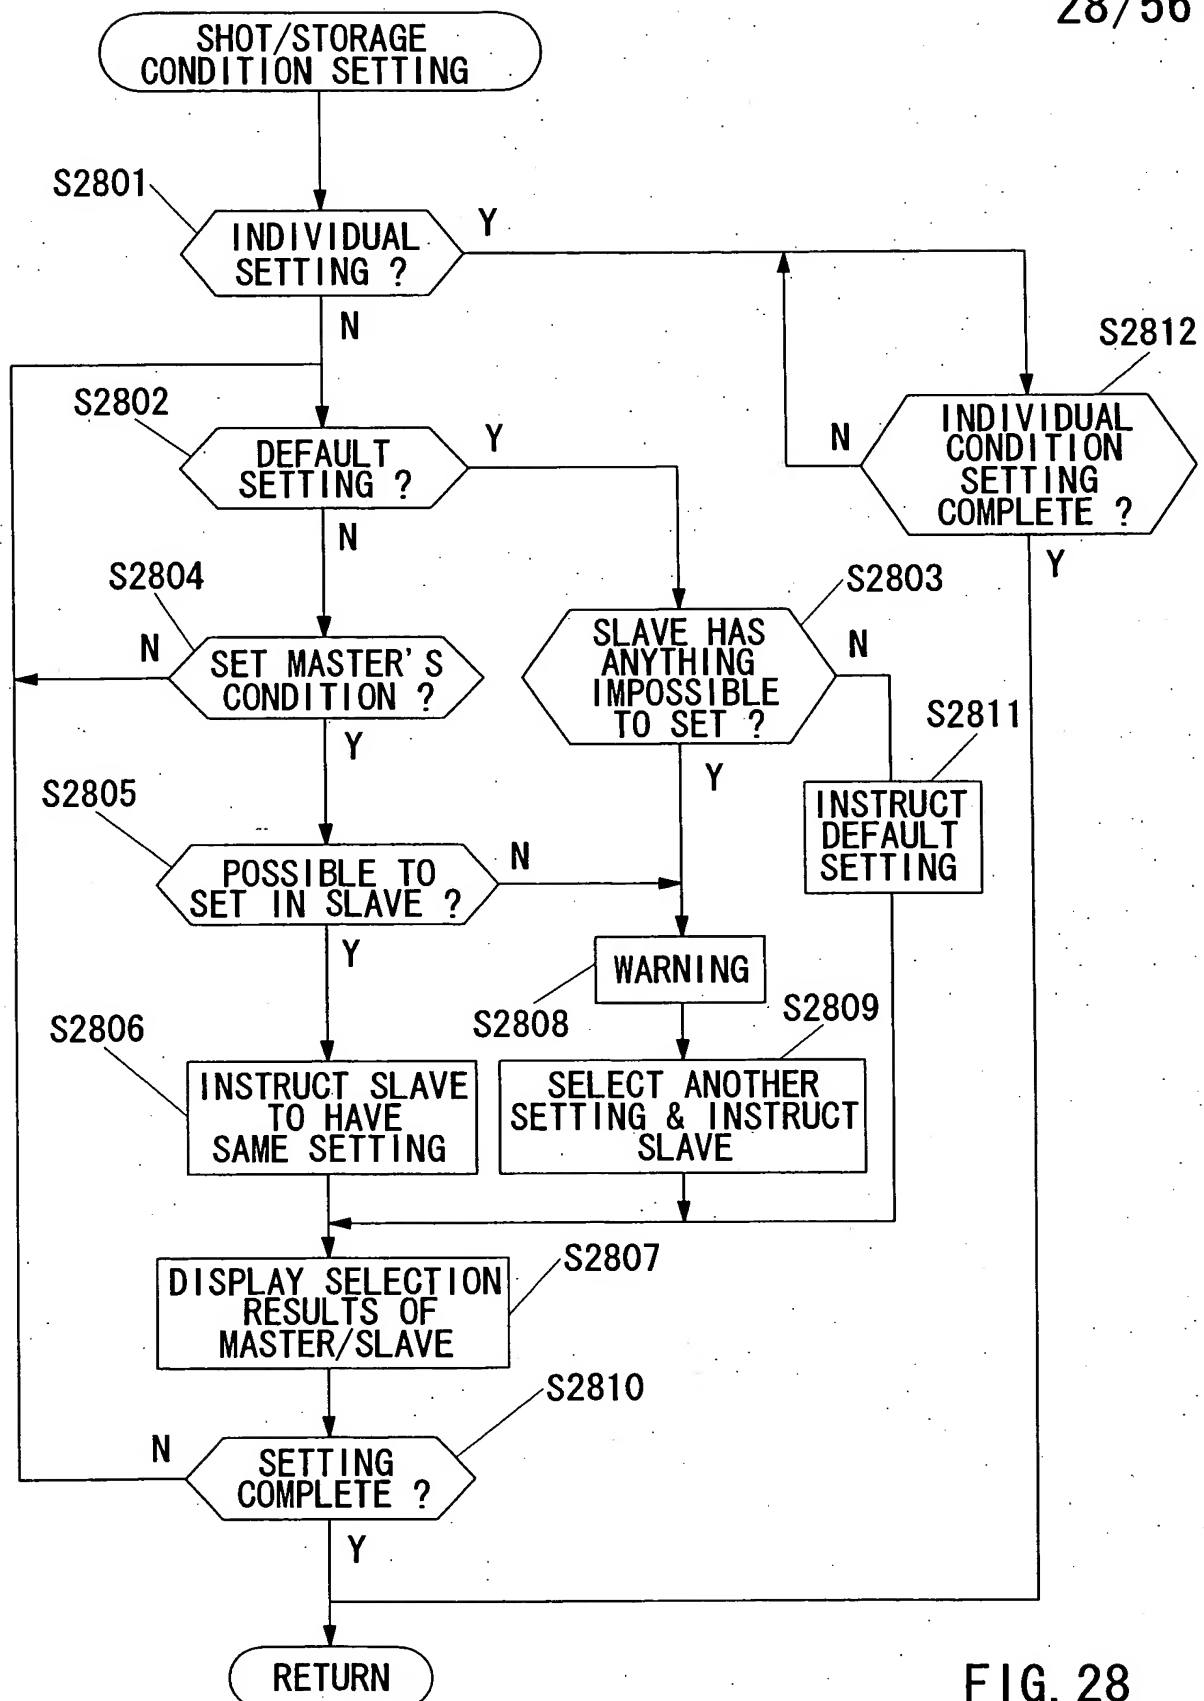 28/56
SHOT/STORAGE
CONDITION SETTING
S2801
INDIVIDUAL
SETTING ?
Y
N
S2812
INDIVIDUAL
CONDITION
SETTING
COMPLETE ?
N
Y
S2802
DEFAULT
SETTING ?
Y
N
S2804
SET MASTER'S
CONDITION ?
N
Y
S2803
SLAVE HAS
ANYTHING
IMPOSSIBLE
TO SET ?
N
Y
S2811
INSTRUCT
DEFAULT
SETTING
S2805
POSSIBLE TO
SET IN SLAVE ?
N
Y
WARNING
S2808
S2809
SELECT ANOTHER
SETTING & INSTRUCT
SLAVE
S2806
INSTRUCT SLAVE
TO HAVE
SAME SETTING
S2807
DISPLAY SELECTION
RESULTS OF
MASTER/SLAVE
S2810
SETTING
COMPLETE ?
N
Y
RETURN
FIG. 28